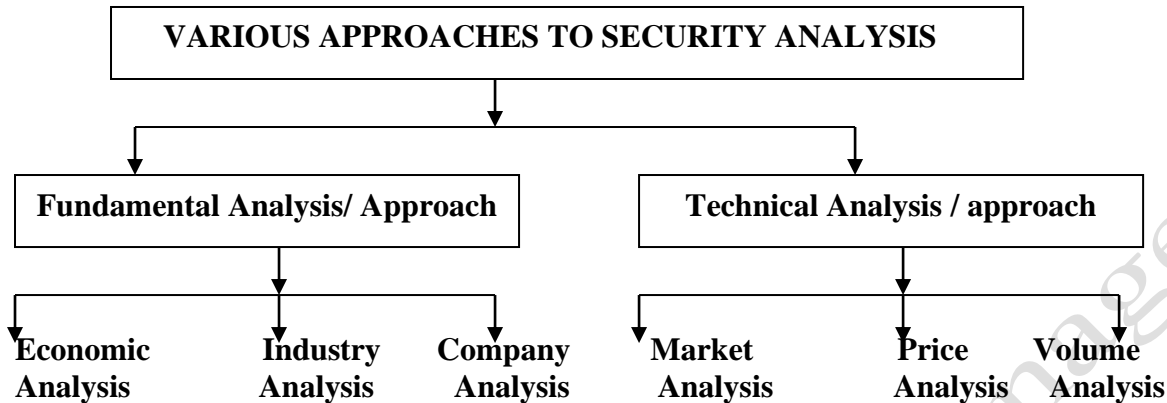 VARIOUS APPROACHES TO SECURITY ANALYSIS
Fundamental Analysis/ Approach
Technical Analysis / approach
Economic Analysis
Industry Analysis
Company Analysis
Market Analysis
Price Analysis
Volume Analysis